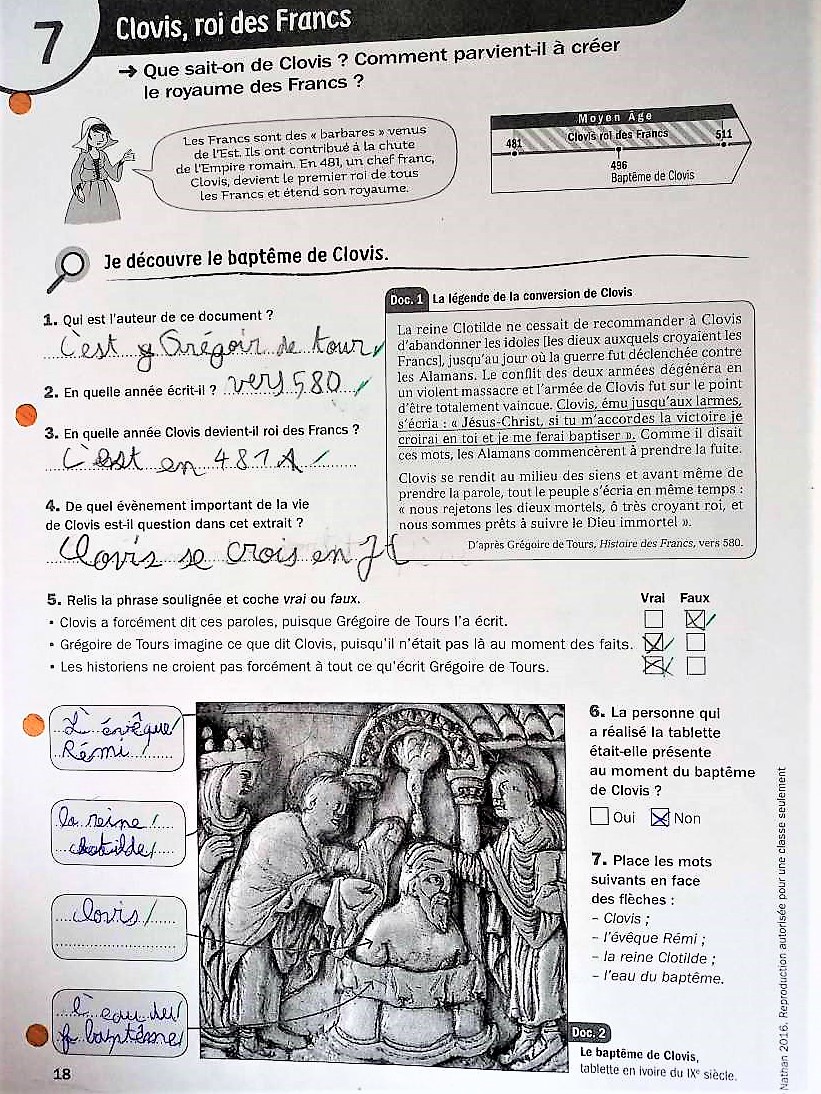 7
Clovis, roi des Francs
→ Que sait-on de Clovis ? Comment parvient-il à créer
le royaume des Francs ?
Les Francs sont des « barbares » venus
de l'Est. Ils ont contribué à la chute
de l'Empire romain. En 481, un chef franc,
Clovis, devient le premier roi de tous
les Francs et étend son royaume.
Moyen Âge
481 Clovis roi des Francs 511
496
Baptême de Clovis
Je découvre le baptême de Clovis.
1. Qui est l'auteur de ce document ?
C'est y Grégoir de tour
2. En quelle année écrit-il ? vers 580
3. En quelle année Clovis devient-il roi des Francs ?
C'est en 481
4. De quel évènement important de la vie
de Clovis est-il question dans cet extrait ?
Clovis se crois en JC
Doc. 1 La légende de la conversion de Clovis
La reine Clotilde ne cessait de recommander à Clovis
d'abandonner les idoles [les dieux auxquels croyaient les
Francs], jusqu'au jour où la guerre fut déclenchée contre
les Alamans. Le conflit des deux armées dégénéra en
un violent massacre et l'armée de Clovis fut sur le point
d'être totalement vaincue. Clovis, ému jusqu'aux larmes,
s'écria : « Jésus-Christ, si tu m'accordes la victoire je
croirai en toi et je me ferai baptiser ». Comme il disait
ces mots, les Alamans commencèrent à prendre la fuite.
Clovis se rendit au milieu des siens et avant même de
prendre la parole, tout le peuple s'écria en même temps :
« nous rejetons les dieux mortels, ô très croyant roi, et
nous sommes prêts à suivre le Dieu immortel ».
D'après Grégoire de Tours, Histoire des Francs, vers 580.
5. Relis la phrase soulignée et coche vrai ou faux.
Vrai Faux
• Clovis a forcément dit ces paroles, puisque Grégoire de Tours l'a écrit.
• Grégoire de Tours imagine ce que dit Clovis, puisqu'il n'était pas là au moment des faits.
• Les historiens ne croient pas forcément à tout ce qu'écrit Grégoire de Tours.
L'évêque
Rémi
la reine
clotilde
clovis
l'eau du
baptême
6. La personne qui
a réalisé la tablette
était-elle présente
au moment du baptême
de Clovis ?
Oui Non
7. Place les mots
suivants en face
des flèches :
– Clovis ;
– l'évêque Rémi ;
– la reine Clotilde ;
– l'eau du baptême.
Doc. 2
Le baptême de Clovis,
tablette en ivoire du IXe siècle.
18
Nathan 2016. Reproduction autorisée pour une classe seulement